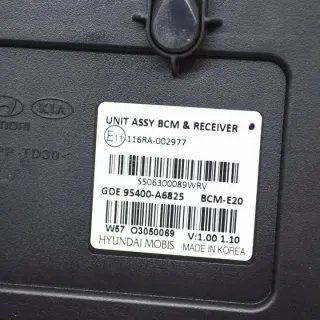 UNIT ASSY BCM & RECEIVER
E11 116RA-002977
S506300089WRV
GDE 95400-A6825 BCM-E20
W57 O3050069 V:1.00 1.10
HYUNDAI MOBIS MADE IN KOREA
KIA
PP TD30<